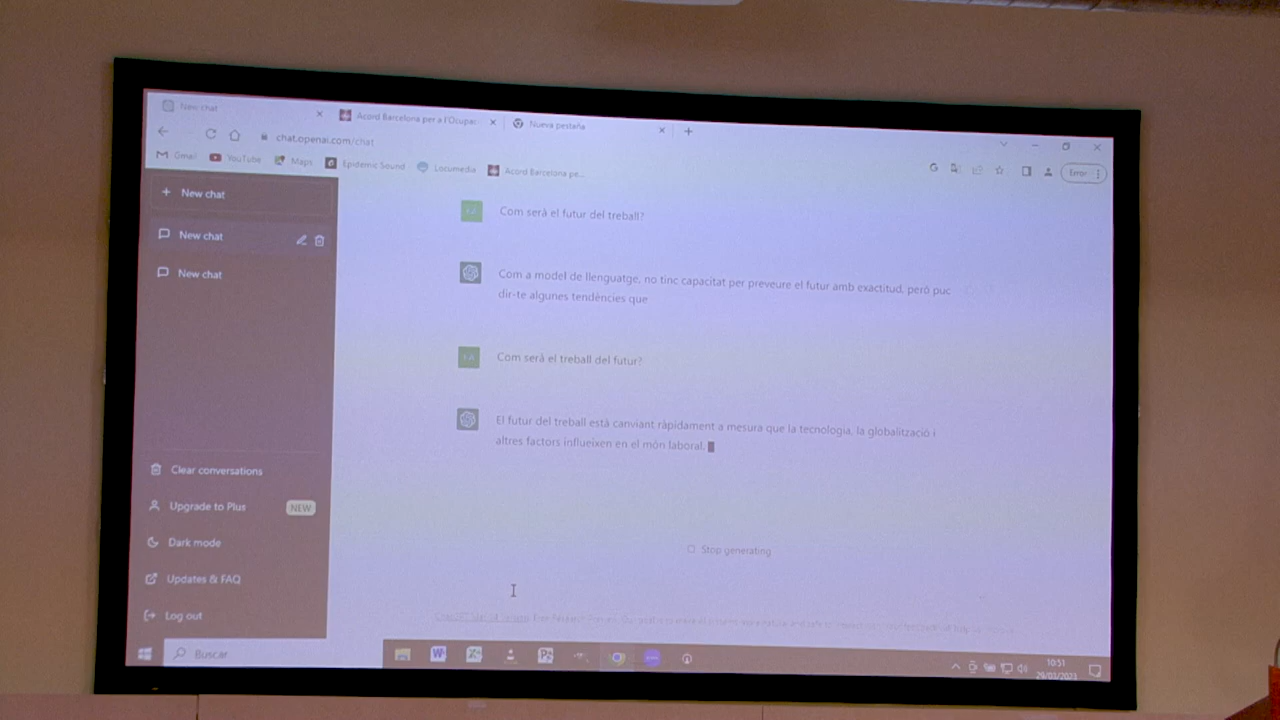 New chat
Acord Barcelona per a l'Ocupac
Nueva pestaña
chat.openai.com/chat
Gmail
YouTube
Maps
Epidemic Sound
Locumedia
Acord Barcelona pe...
Error
+ New chat
New chat
New chat
Com serà el futur del treball?
Com a model de llenguatge, no tinc capacitat per preveure el futur amb exactitud, però puc
dir-te algunes tendències que
Com serà el treball del futur?
El futur del treball està canviant ràpidament a mesura que la tecnologia, la globalització i
altres factors influeixen en el món laboral.
Stop generating
Clear conversations
Upgrade to Plus
NEW
Dark mode
Updates & FAQ
Log out
Buscar
10:51